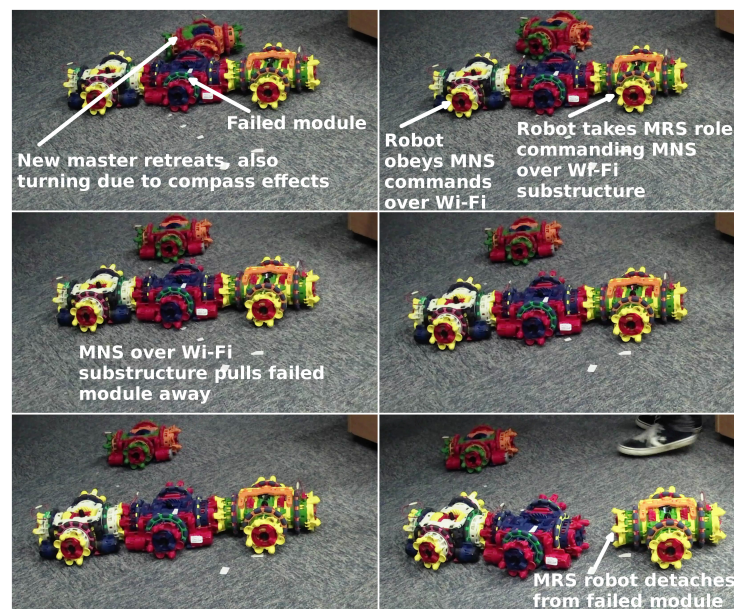 Failed module
New master retreats, also
turning due to compass effects
Robot
obeys MNS
commands
over Wi-Fi
Robot takes MRS role
commanding MNS
over Wi-Fi
substructure
MNS over Wi-Fi
substructure pulls failed
module away
MRS robot detaches
from failed module